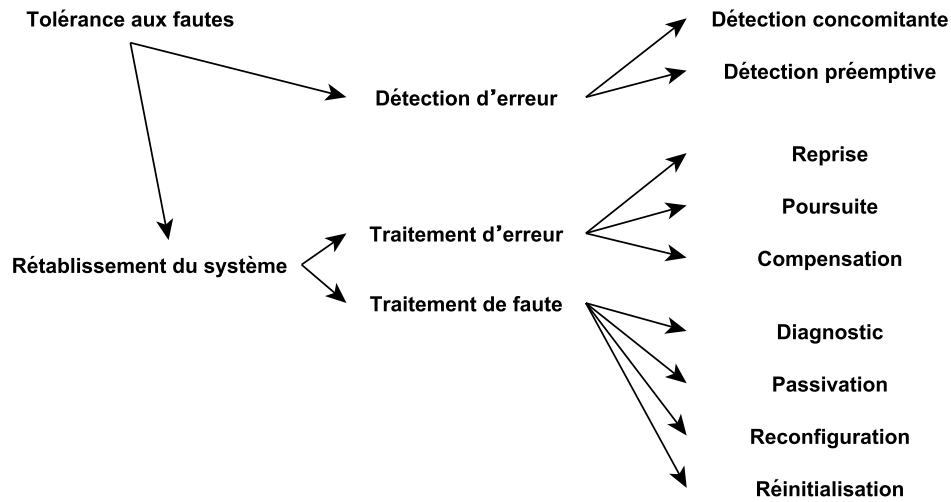 Tolérance aux fautes
Détection concomitante
Détection préemptive
Détection d’erreur
Reprise
Poursuite
Traitement d’erreur
Compensation
Rétablissement du système
Traitement de faute
Diagnostic
Passivation
Reconfiguration
Réinitialisation